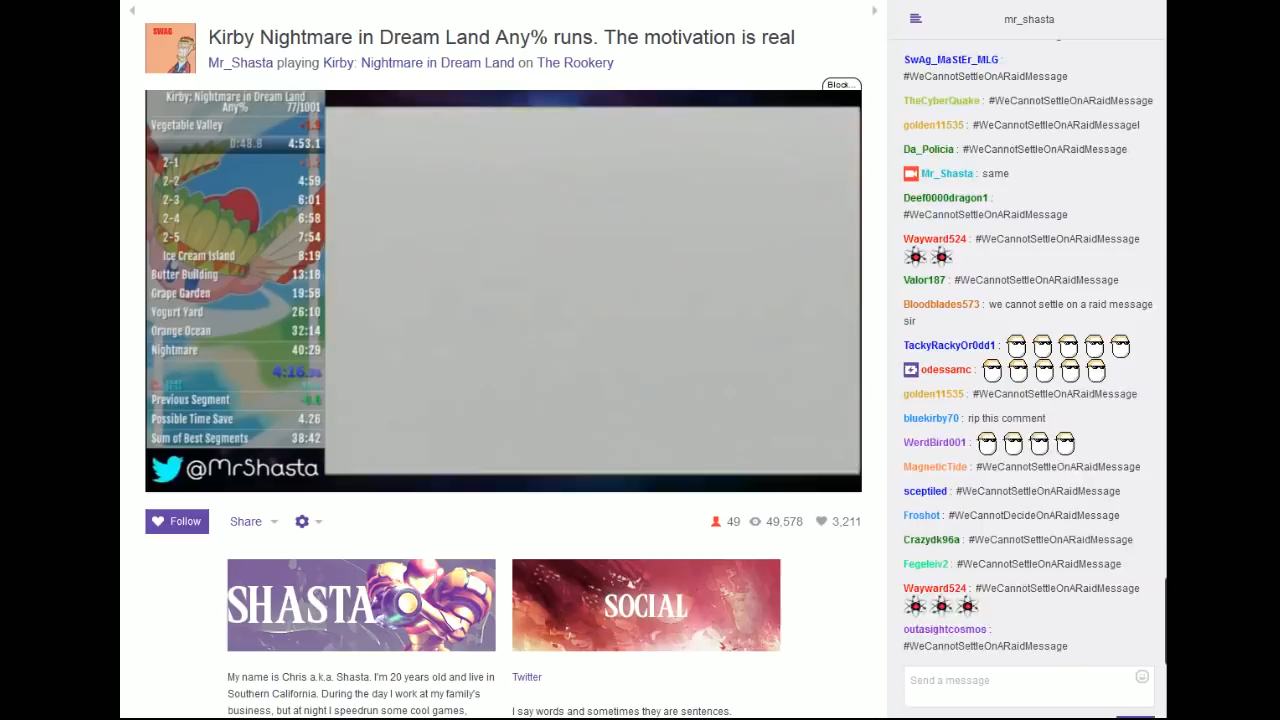 SWAG
Kirby Nightmare in Dream Land Any% runs. The motivation is real
Mr_Shasta playing Kirby: Nightmare in Dream Land on The Rookery
Block...
Kirby: Nightmare in Dream Land
Any% 77/1001
Vegetable Valley -1.9
0:48.8 4:53.1
2-1
2-2 4:59
2-3 6:01
2-4 6:58
2-5 7:54
Ice Cream Island 8:19
Butter Building 13:18
Grape Garden 19:58
Yogurt Yard 26:10
Orange Ocean 32:14
Nightmare 40:29
Previous Segment
Possible Time Save 4.26
Sum of Best Segments 38:42
@MrShasta
Follow Share 49 49,578 3,211
SHASTA
SOCIAL
My name is Chris a.k.a. Shasta. I'm 20 years old and live in
Southern California. During the day I work at my family's
business, but at night I speedrun some cool games,
Twitter
I say words and sometimes they are sentences.
mr_shasta
SwAg_MaStEr_MLG :
#WeCannotSettleOnARaidMessage
TheCyberQuake : #WeCannotSettleOnARaidMessage
golden11535 : #WeCannotSettleOnARaidMessagel
Da_Policia : #WeCannotSettleOnARaidMessage
Mr_Shasta : same
Deef0000dragon1 :
#WeCannotSettleOnARaidMessage
Wayward524 : #WeCannotSettleOnARaidMessage
Valor187 : #WeCannotSettleOnARaidMessage
Bloodblades573 : we cannot settle on a raid message
sir
TackyRackyOr0dd1 :
odessamc :
golden11535 : #WeCannotSettleOnARaidMessage
bluekirby70 : rip this comment
WerdBird001 :
MagneticTide : #WeCannotSettleOnARaidMessage
sceptiled : #WeCannotSettleOnARaidMessage
Froshot : #WeCannotDecideOnARaidMessage
Crazydk96a : #WeCannotSettleOnARaidMessage
Fegeleiv2 : #WeCannotSettleOnARaidMessage
Wayward524 : #WeCannotSettleOnARaidMessage
outasightcosmos :
#WeCannotSettleOnARaidMessage
Send a message